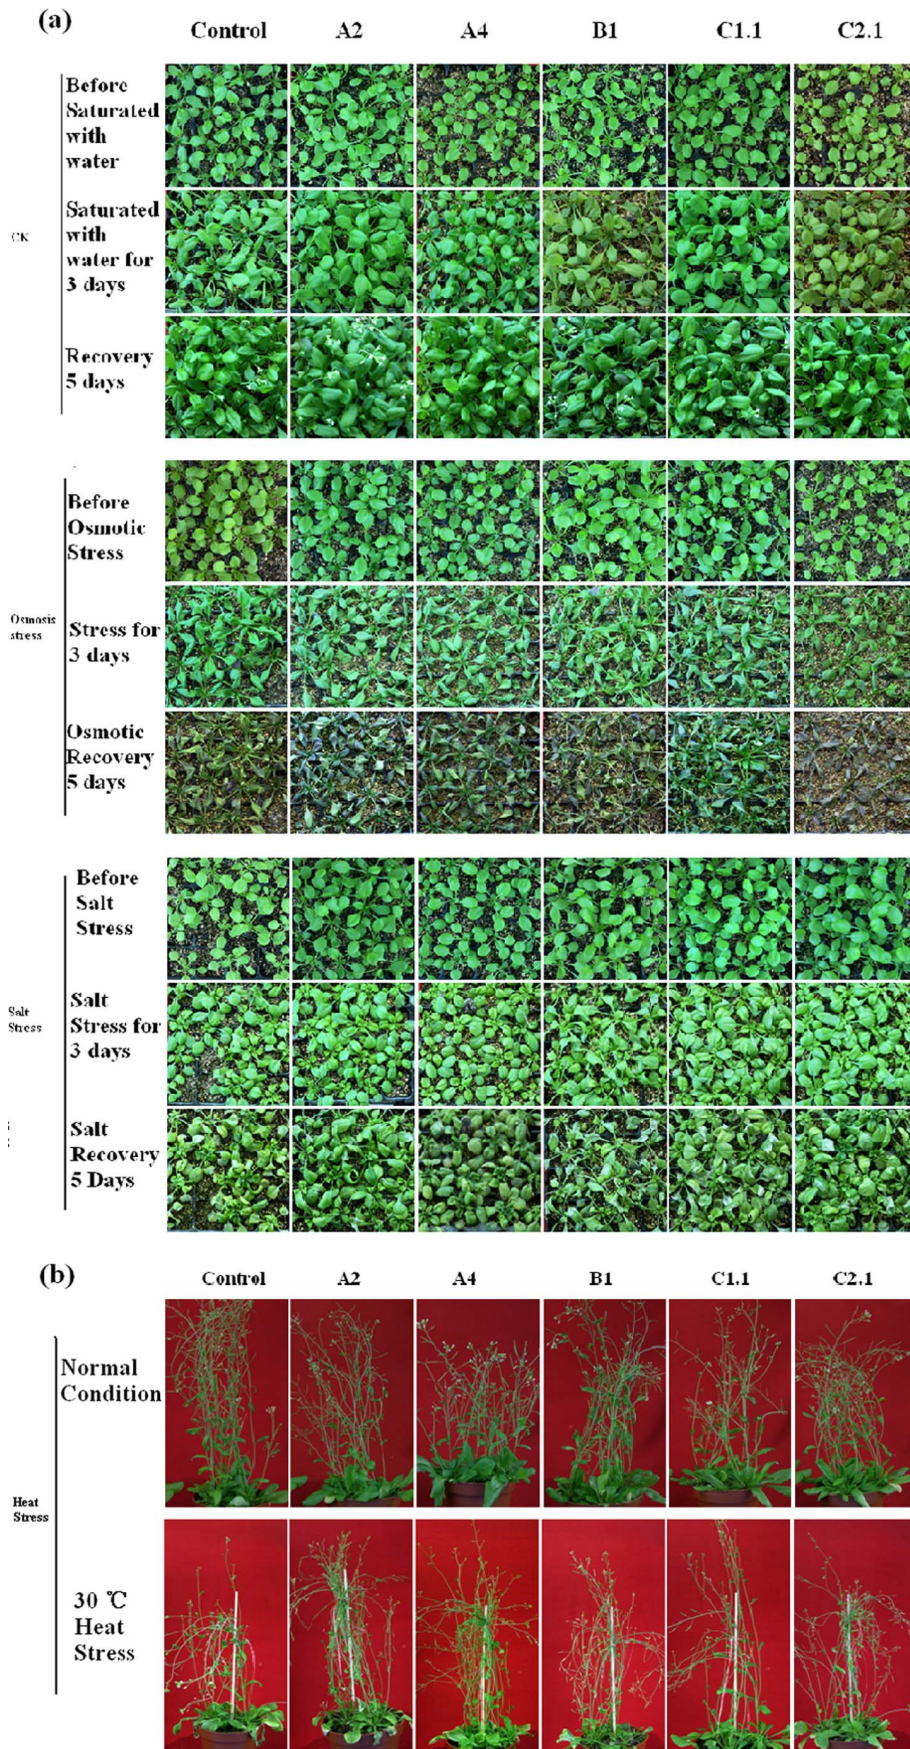 (a)
Control A2 A4 B1 C1.1 C2.1
CK
Before
Saturated
with
water
Saturated
with
water for
3 days
Recovery
5 days
Osmosis
stress
Before
Osmotic
Stress
Stress for
3 days
Osmotic
Recovery
5 days
Salt
Stress
Before
Salt
Stress
Salt
Stress for
3 days
Salt
Recovery
5 Days
(b)
Control A2 A4 B1 C1.1 C2.1
Heat
Stress
Normal
Condition
30 ℃
Heat
Stress